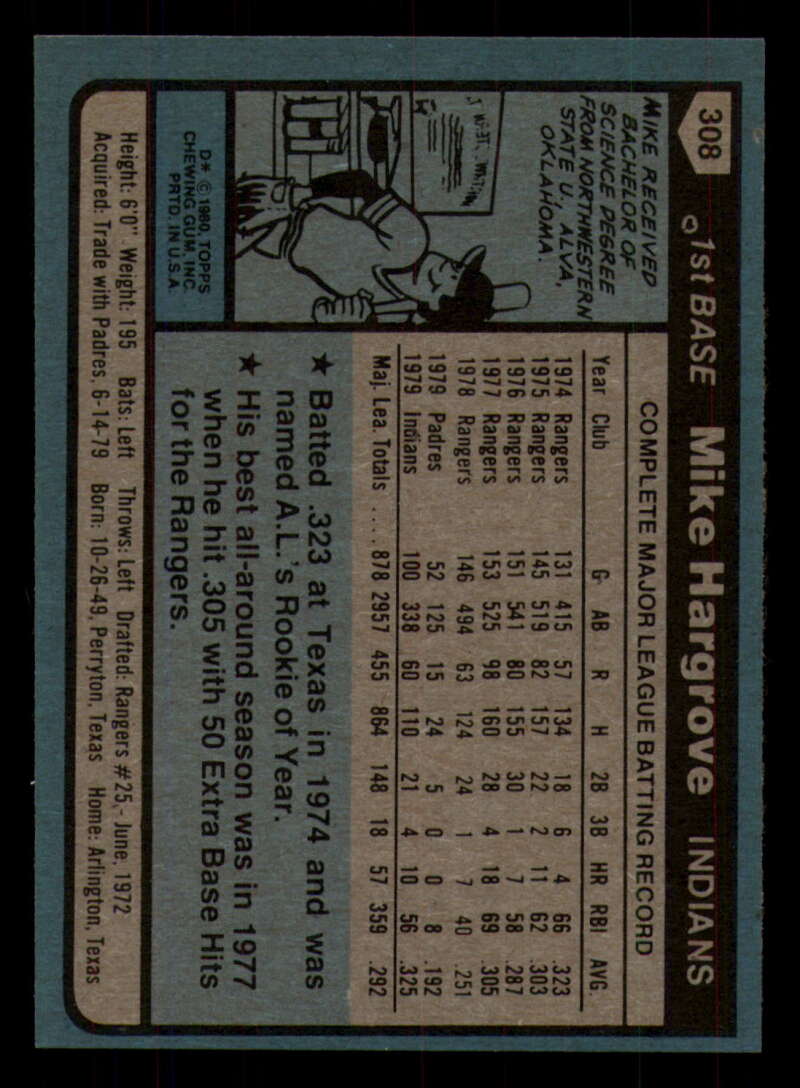 308
1st BASE Mike Hargrove INDIANS
MIKE RECEIVED
BACHELOR OF
SCIENCE DEGREE
FROM NORTHWESTERN
STATE U., ALVA,
OKLAHOMA.
D* © 1980 TOPPS
CHEWING GUM, INC.
PRTD. IN U.S.A.
COMPLETE MAJOR LEAGUE BATTING RECORD
Year Club G AB R H 2B 3B HR RBI AVG.
1974 Rangers 131 415 57 134 18 6 4 66 .323
1975 Rangers 145 519 82 157 22 2 11 62 .303
1976 Rangers 151 541 80 155 30 1 7 58 .287
1977 Rangers 153 525 98 160 28 4 18 69 .305
1978 Rangers 146 494 63 124 24 1 7 40 .251
1979 Padres 52 125 15 24 5 0 0 8 .192
1979 Indians 100 338 60 110 21 4 10 56 .325
Maj. Lea. Totals .... 878 2957 455 864 148 18 57 359 .292
★ Batted .323 at Texas in 1974 and was
named A.L.'s Rookie of Year.
★ His best all-around season was in 1977
when he hit .305 with 50 Extra Base Hits
for the Rangers.
Height: 6'0" Weight: 195 Bats: Left Throws: Left Drafted: Rangers #25,- June, 1972
Acquired: Trade with Padres, 6-14-79 Born: 10-26-49, Perryton, Texas Home: Arlington, Texas